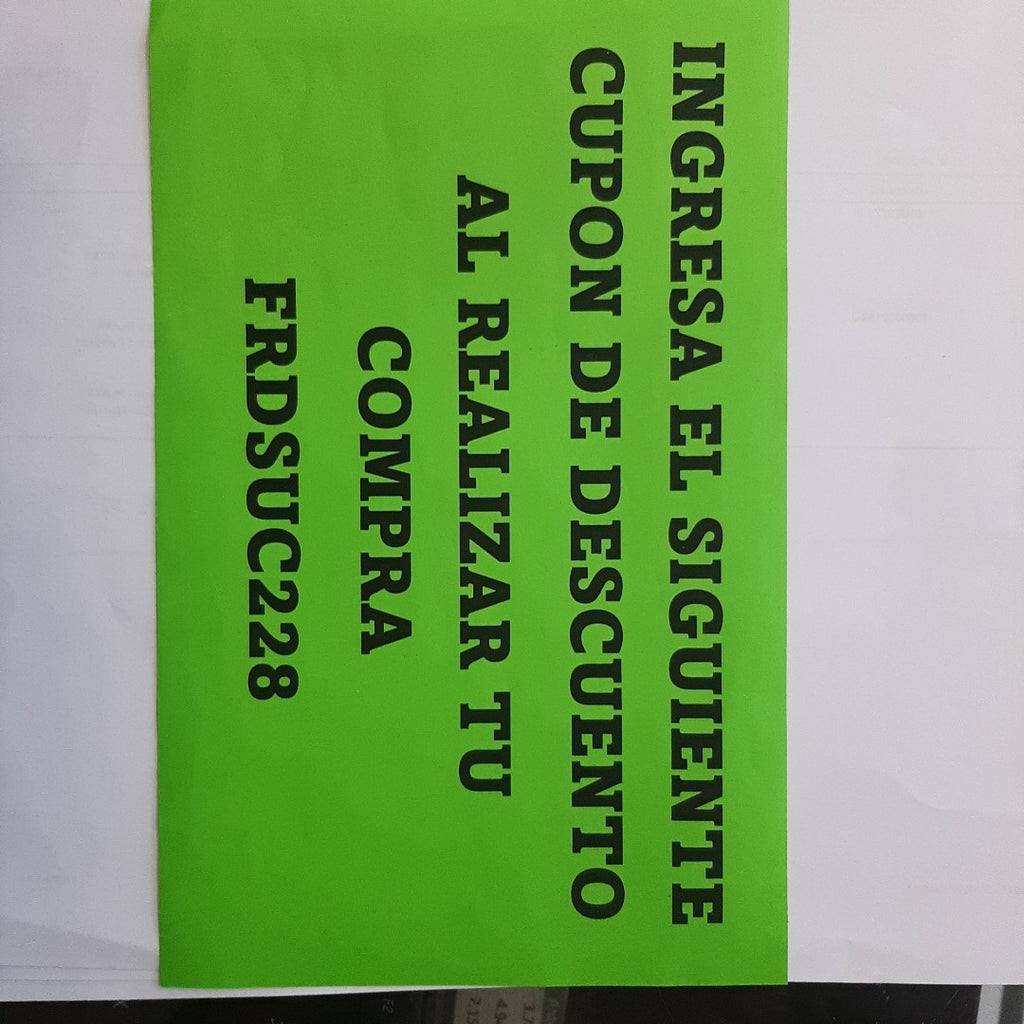 INGRESA EL SIGUIENTE
CUPON DE DESCUENTO
AL REALIZAR TU
COMPRA
FRDSUC228